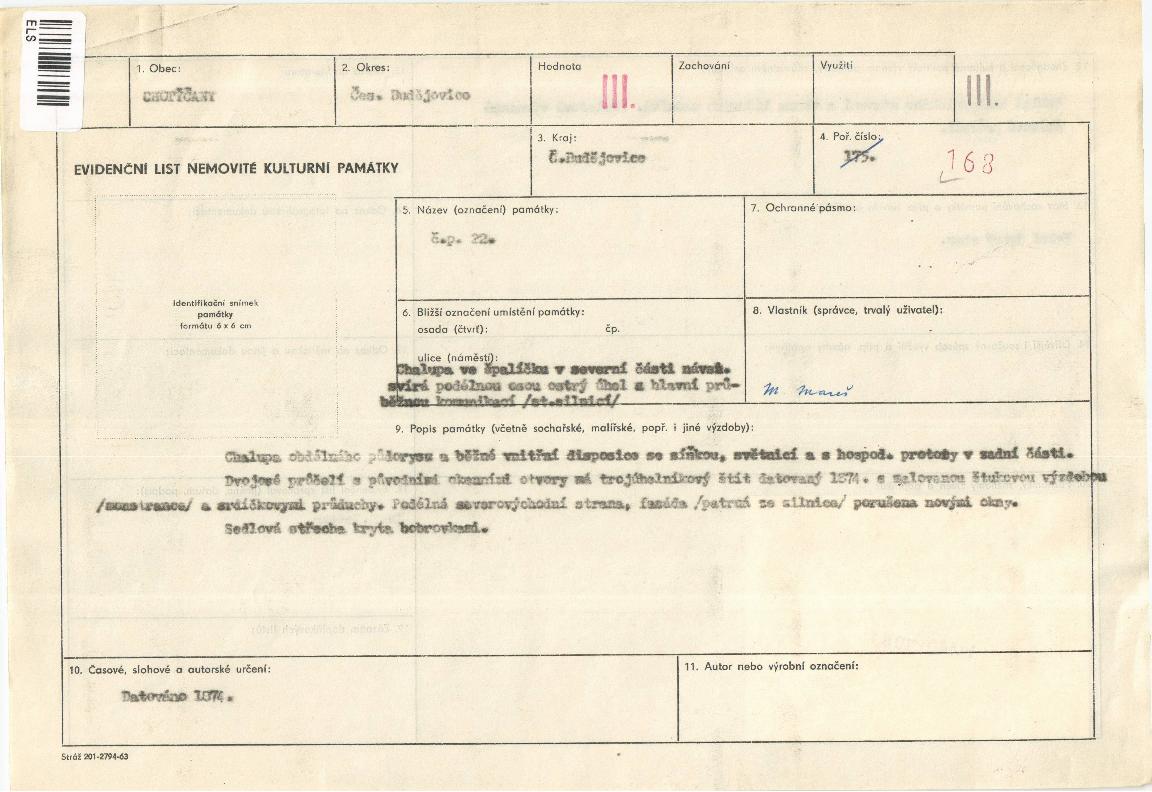 ELS
1. Obec:
CHOTÝČANY
2. Okres:
Čes. Budějovice
Hodnota
III.
Zachování
Využití
III.
EVIDENČNÍ LIST NEMOVITÉ KULTURNÍ PAMÁTKY
3. Kraj:
Č.Budějovice
4. Poř. číslo:
175.
168
Identifikační snímek
památky
formátu 6 x 6 cm
5. Název (označení) památky:
č.p. 22.
7. Ochranné pásmo:
6. Bližší označení umístění památky:
osada (čtvrť): čp.
ulice (náměstí):
Chalupa ve špalíčku v severní části návsi.
svírá podélnou osou ostrý úhel s hlavní prů-
běžnou komunikací /st.silnicí/
8. Vlastník (správce, trvalý uživatel):
M. Mareš
9. Popis památky (včetně sochařské, malířské, popř. i jiné výzdoby):
Chalupa obdélného půdorysu a běžné vnitřní disposice se síňkou, světnicí a s hospod. prostory v zadní části.
Dvojosé průčelí s původními okenními otvory má trojúhelníkový štít datovaný 1874. s malovanou štukovou výzdobou
/monstrance/ a srdíčkovými průduchy. Podélná severovýchodní strana, fasáda /patrná ze silnice/ porušena novými okny.
Sedlová střecha kryta bobrovkami.
10. Časové, slohové a autorské určení:
Datováno 1874.
11. Autor nebo výrobní označení:
Stráž 201-2794-63